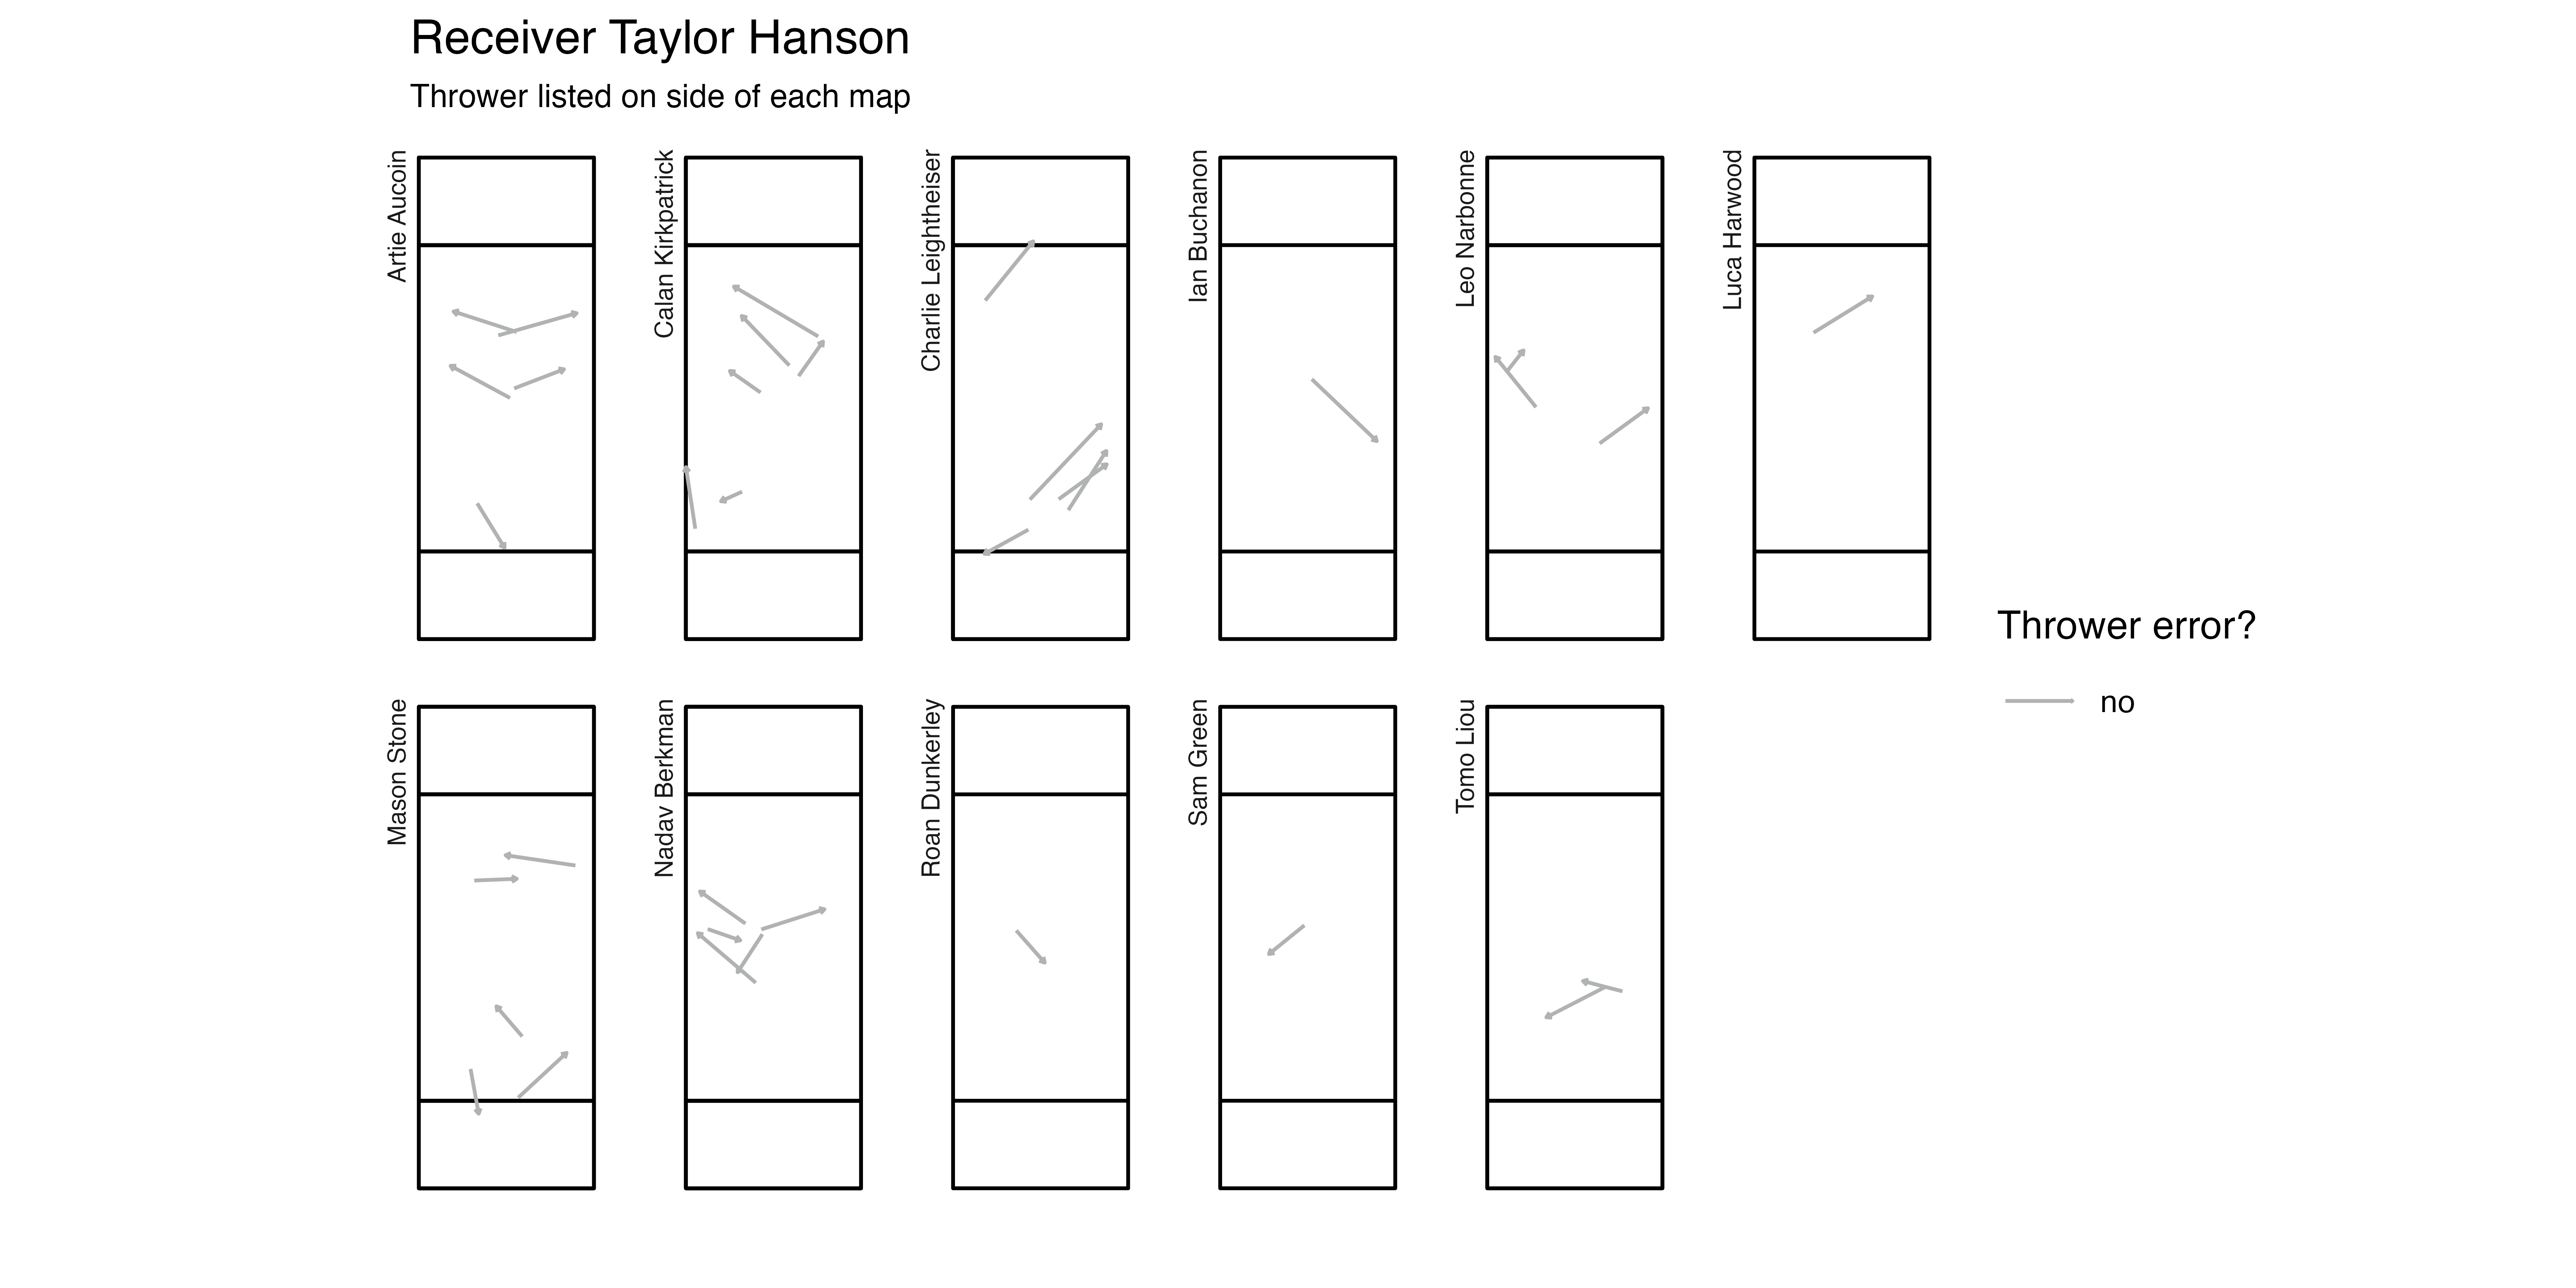 Receiver Taylor Hanson
Thrower listed on side of each map
Artie Aucoin
Calan Kirkpatrick
Charlie Leightheiser
Ian Buchanon
Leo Narbonne
Luca Harwood
Mason Stone
Nadav Berkman
Roan Dunkerley
Sam Green
Tomo Liou
Thrower error?
no